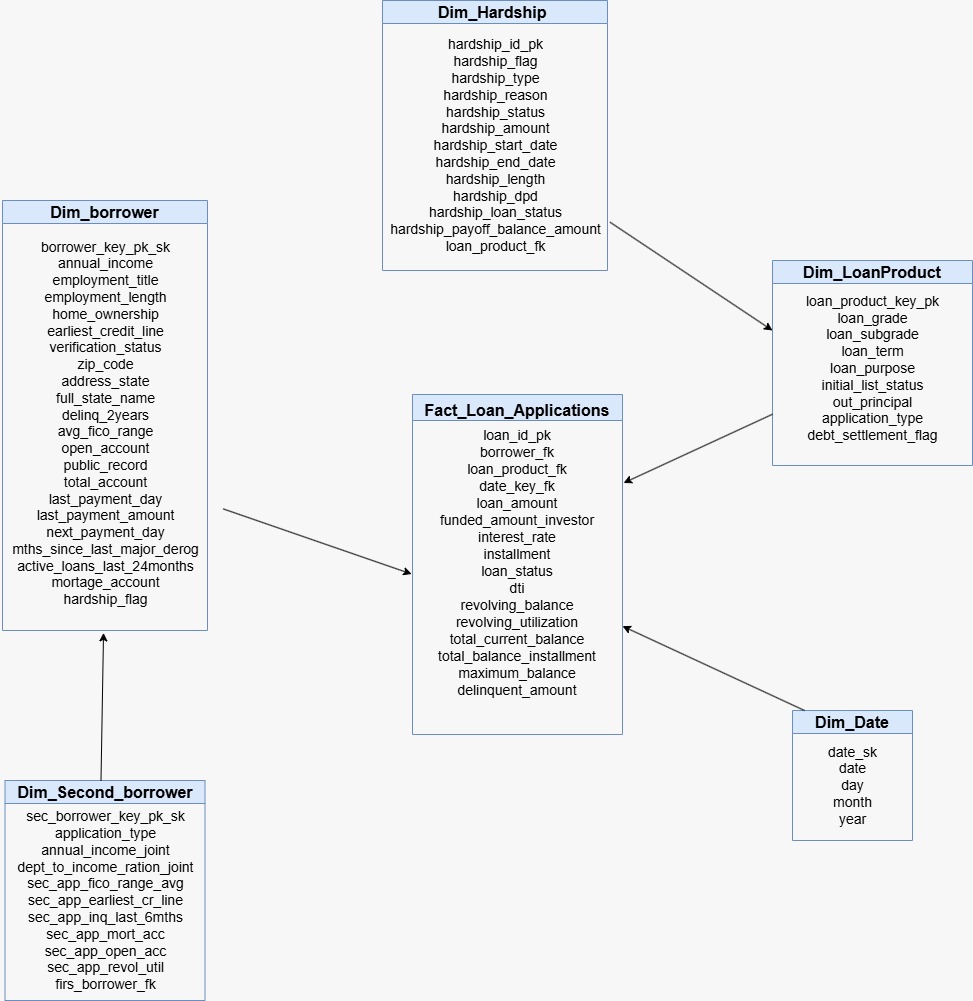 Dim_Hardship
hardship_id_pk
hardship_flag
hardship_type
hardship_reason
hardship_status
hardship_amount
hardship_start_date
hardship_end_date
hardship_length
hardship_dpd
hardship_loan_status
hardship_payoff_balance_amount
loan_product_fk
Dim_borrower
borrower_key_pk_sk
annual_income
employment_title
employment_length
home_ownership
earliest_credit_line
verification_status
zip_code
address_state
full_state_name
delinq_2years
avg_fico_range
open_account
public_record
total_account
last_payment_day
last_payment_amount
next_payment_day
mths_since_last_major_derog
active_loans_last_24months
mortage_account
hardship_flag
Dim_LoanProduct
loan_product_key_pk
loan_grade
loan_subgrade
loan_term
loan_purpose
initial_list_status
out_principal
application_type
debt_settlement_flag
Fact_Loan_Applications
loan_id_pk
borrower_fk
loan_product_fk
date_key_fk
loan_amount
funded_amount_investor
interest_rate
installment
loan_status
dti
revolving_balance
revolving_utilization
total_current_balance
total_balance_installment
maximum_balance
delinquent_amount
Dim_Date
date_sk
date
day
month
year
Dim_Second_borrower
sec_borrower_key_pk_sk
application_type
annual_income_joint
dept_to_income_ration_joint
sec_app_fico_range_avg
sec_app_earliest_cr_line
sec_app_inq_last_6mths
sec_app_mort_acc
sec_app_open_acc
sec_app_revol_util
firs_borrower_fk